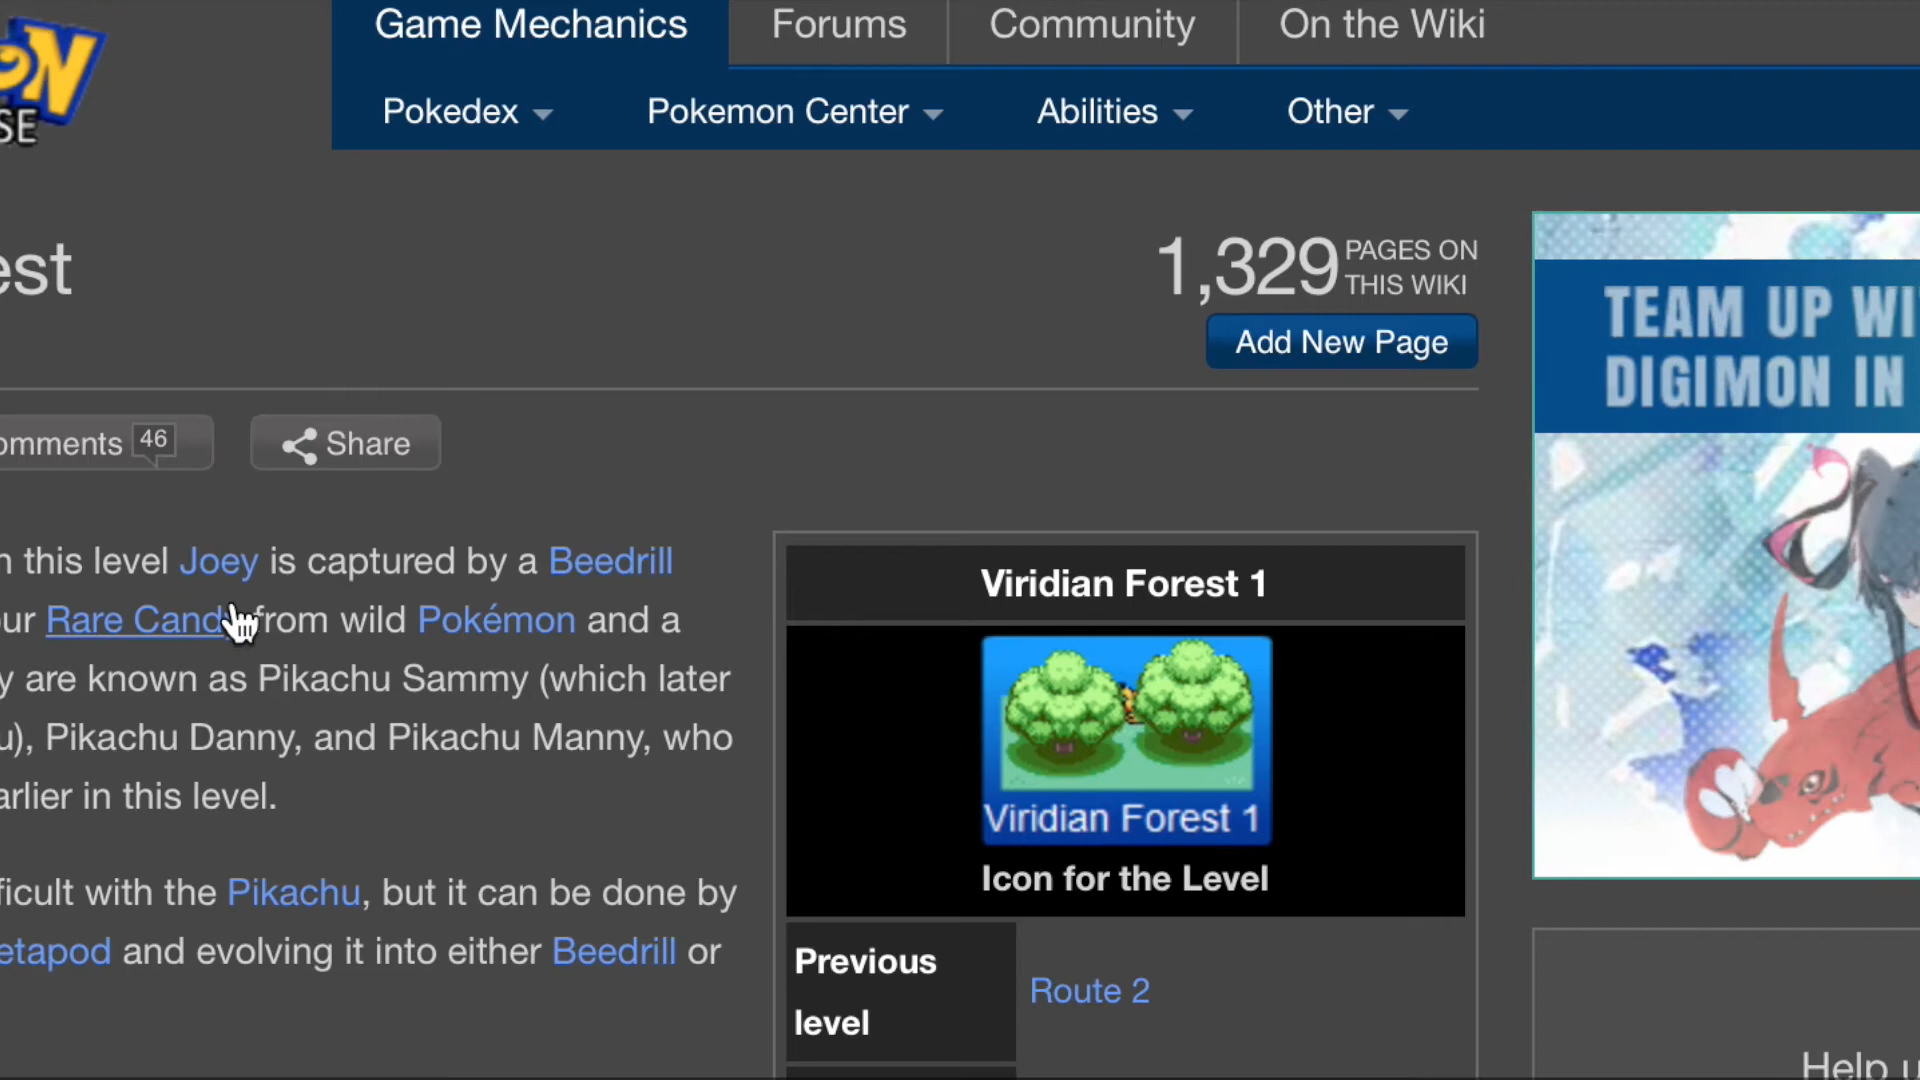 Game Mechanics Forums Community On the Wiki
ON
SE
Pokedex Pokemon Center Abilities Other
est
1,329 PAGES ON THIS WIKI
Add New Page
TEAM UP WI
DIGIMON IN
omments 46 Share
n this level Joey is captured by a Beedrill
ur Rare Cand from wild Pokémon and a
y are known as Pikachu Sammy (which later
u), Pikachu Danny, and Pikachu Manny, who
arlier in this level.
ficult with the Pikachu, but it can be done by
etapod and evolving it into either Beedrill or
Viridian Forest 1
Viridian Forest 1
Icon for the Level
Previous
level
Route 2
Help u